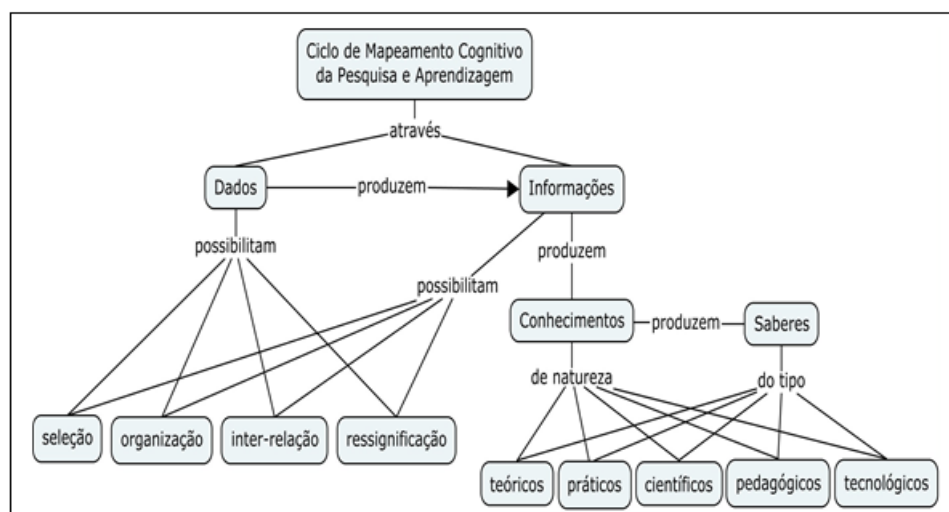 Ciclo de Mapeamento Cognitivo
da Pesquisa e Aprendizagem
através
Dados
produzem
Informações
possibilitam
produzem
possibilitam
Conhecimentos
produzem
Saberes
de natureza
do tipo
seleção
organização
inter-relação
ressignificação
teóricos
práticos
científicos
pedagógicos
tecnológicos